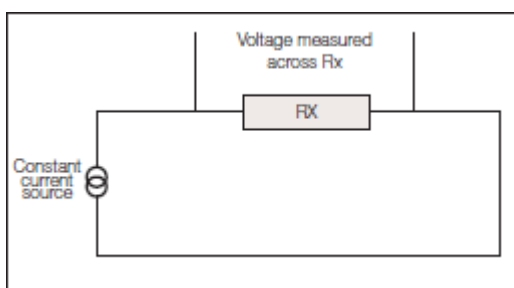 Voltage measured
across Rx
RX
Constant
current
source